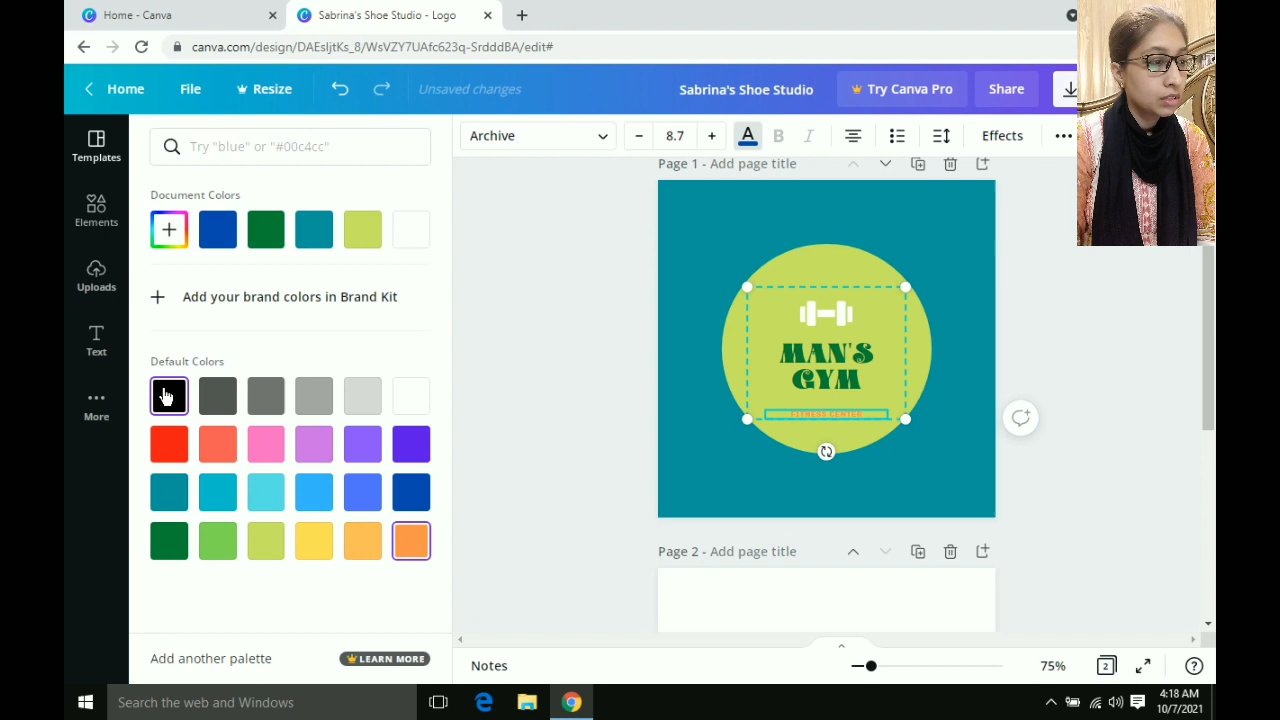 Home - Canva
Sabrina's Shoe Studio - Logo
canva.com/design/DAEsljtKs_8/WsVZY7UAfc623q-SrdddBA/edit#
Home
File
Resize
Unsaved changes
Sabrina's Shoe Studio
Try Canva Pro
Share
Templates
Elements
Uploads
Text
More
Try "blue" or "#00c4cc"
Document Colors
Add your brand colors in Brand Kit
Default Colors
Add another palette
LEARN MORE
Archive
8.7
A
B
I
Effects
Page 1 - Add page title
MAN'S
GYM
FITNESS CENTER
Page 2 - Add page title
Notes
75%
2
Search the web and Windows
4:18 AM
10/7/2021